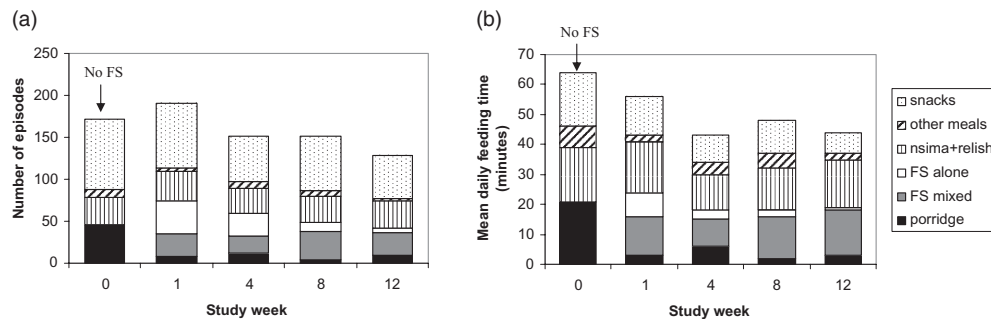 (a)
250
200
150
100
50
0
Number of episodes
No FS
0 1 4 8 12
Study week
(b)
70
60
50
40
30
20
10
0
Mean daily feeding time
(minutes)
No FS
0 1 4 8 12
Study week
snacks
other meals
nsima+relish
FS alone
FS mixed
porridge